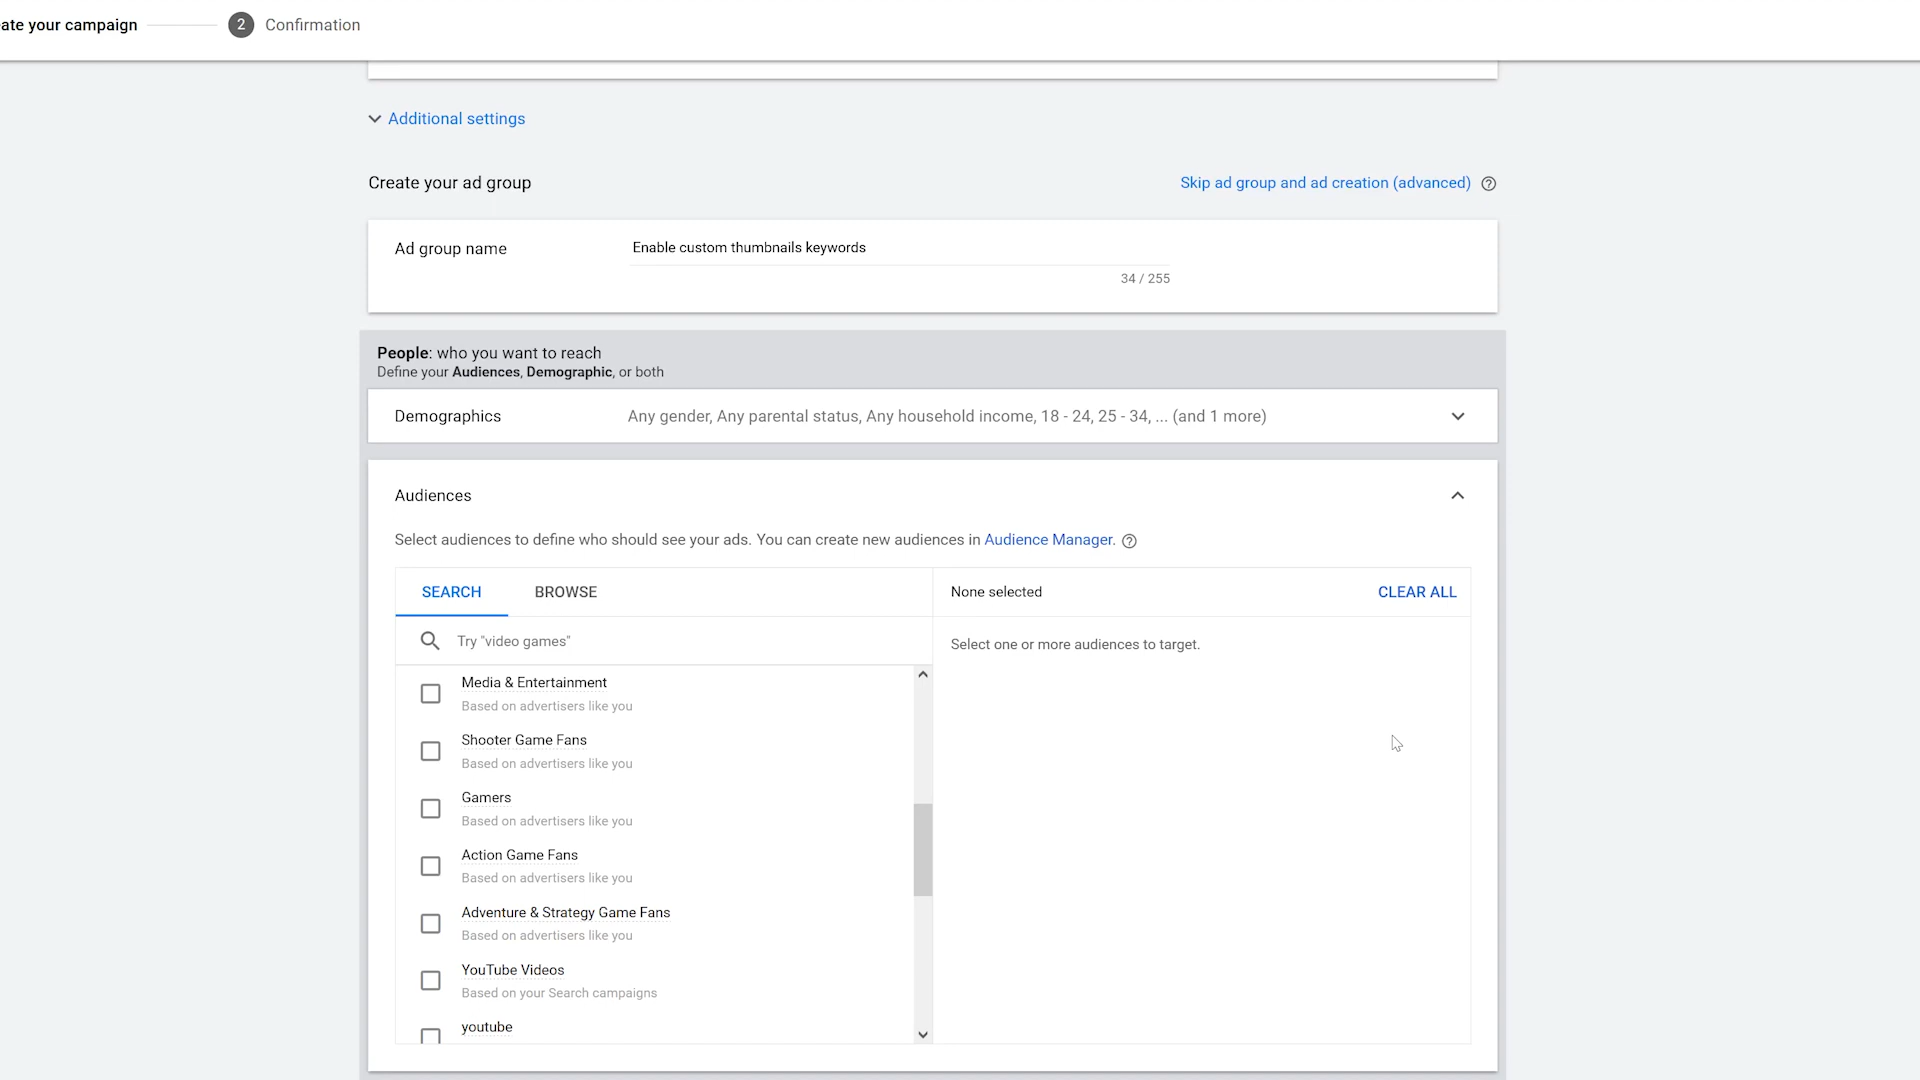 ate your campaign
2
Confirmation
Additional settings
Create your ad group
Skip ad group and ad creation (advanced)
Ad group name
Enable custom thumbnails keywords
34 / 255
People: who you want to reach
Define your Audiences, Demographic, or both
Demographics
Any gender, Any parental status, Any household income, 18 - 24, 25 - 34, ... (and 1 more)
Audiences
Select audiences to define who should see your ads. You can create new audiences in Audience Manager.
SEARCH
BROWSE
None selected
CLEAR ALL
Try "video games"
Select one or more audiences to target.
Media & Entertainment
Based on advertisers like you
Shooter Game Fans
Based on advertisers like you
Gamers
Based on advertisers like you
Action Game Fans
Based on advertisers like you
Adventure & Strategy Game Fans
Based on advertisers like you
YouTube Videos
Based on your Search campaigns
youtube